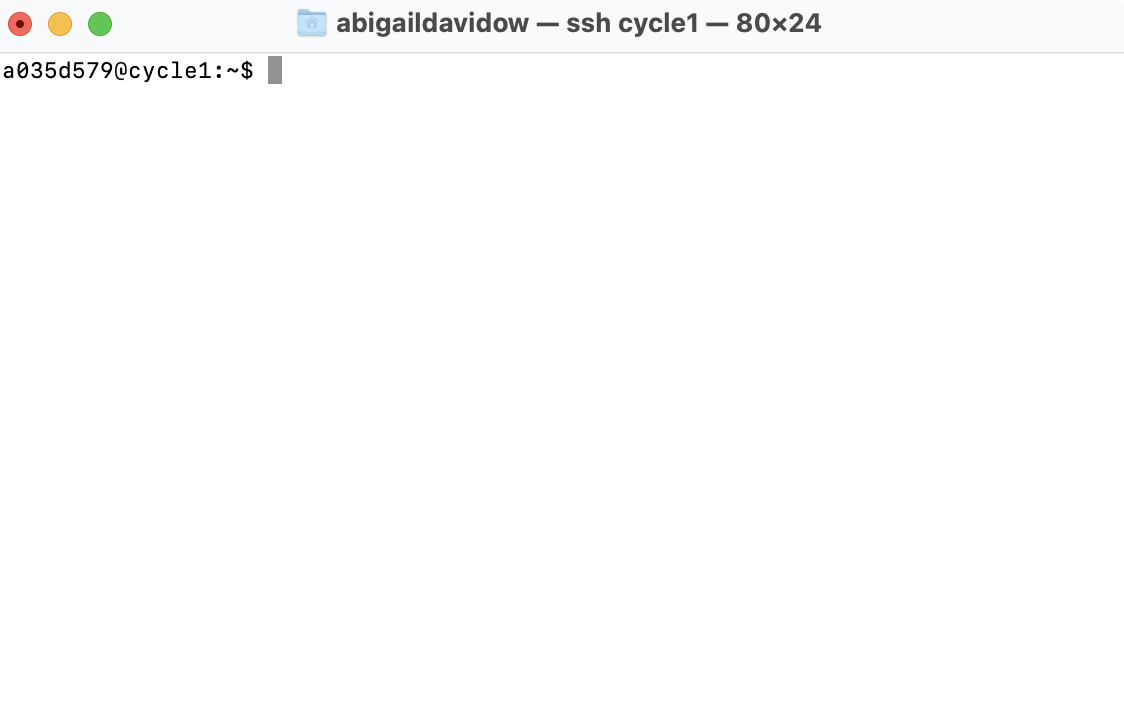 abigaildavidow — ssh cycle1 — 80×24
a035d579@cycle1:~$